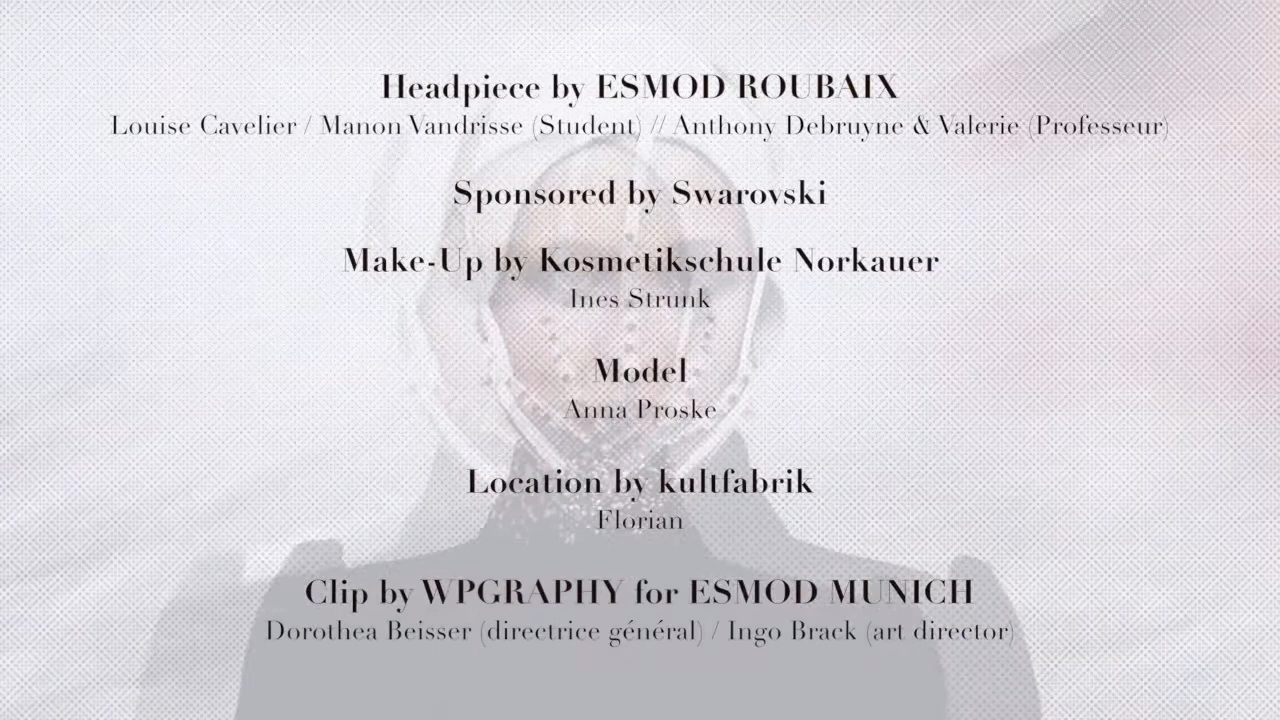 Headpiece by ESMOD ROUBAIX
Louise Cavelier / Manon Vandrisse (Student) // Anthony Debruyne & Valerie (Professeur)
Sponsored by Swarovski
Make-Up by Kosmetikschule Norkauer
Ines Strunk
Model
Anna Proske
Location by kultfabrik
Florian
Clip by WPGRAPHY for ESMOD MUNICH
Dorothea Beisser (directrice général) / Ingo Brack (art director)